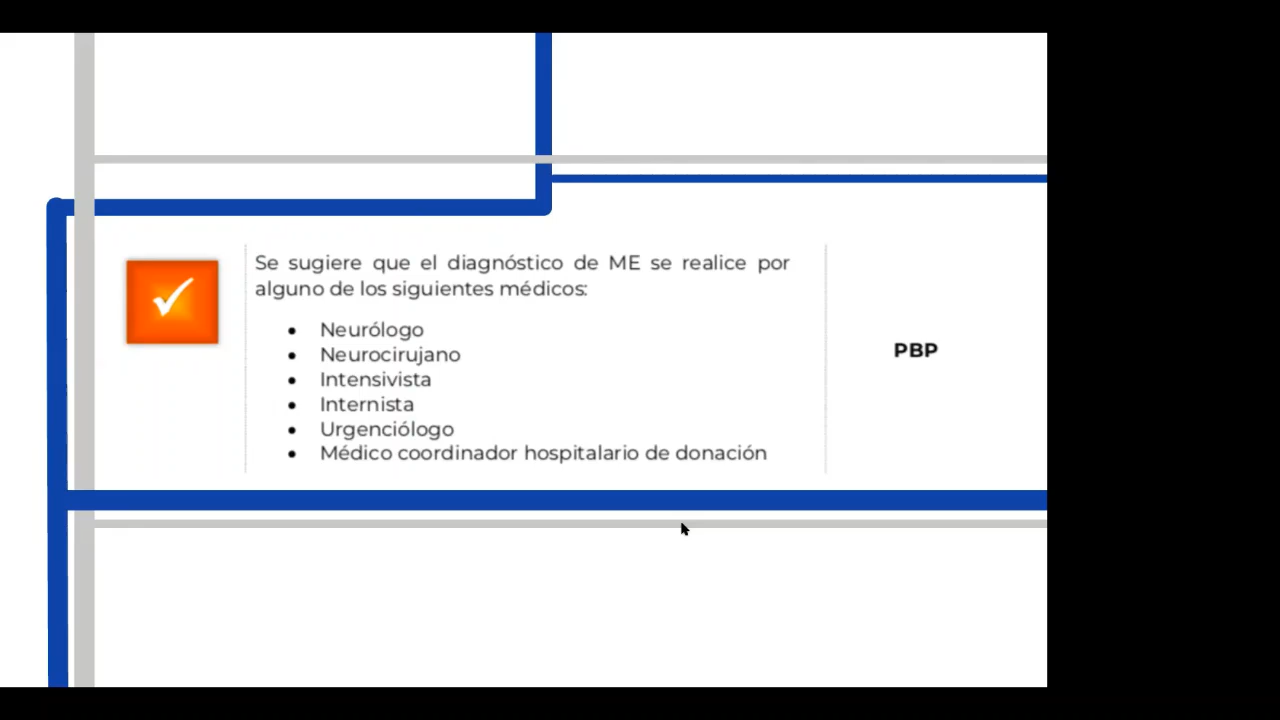 Se sugiere que el diagnóstico de ME se realice por
alguno de los siguientes médicos:
• Neurólogo
• Neurocirujano
• Intensivista
• Internista
• Urgenciólogo
• Médico coordinador hospitalario de donación
PBP